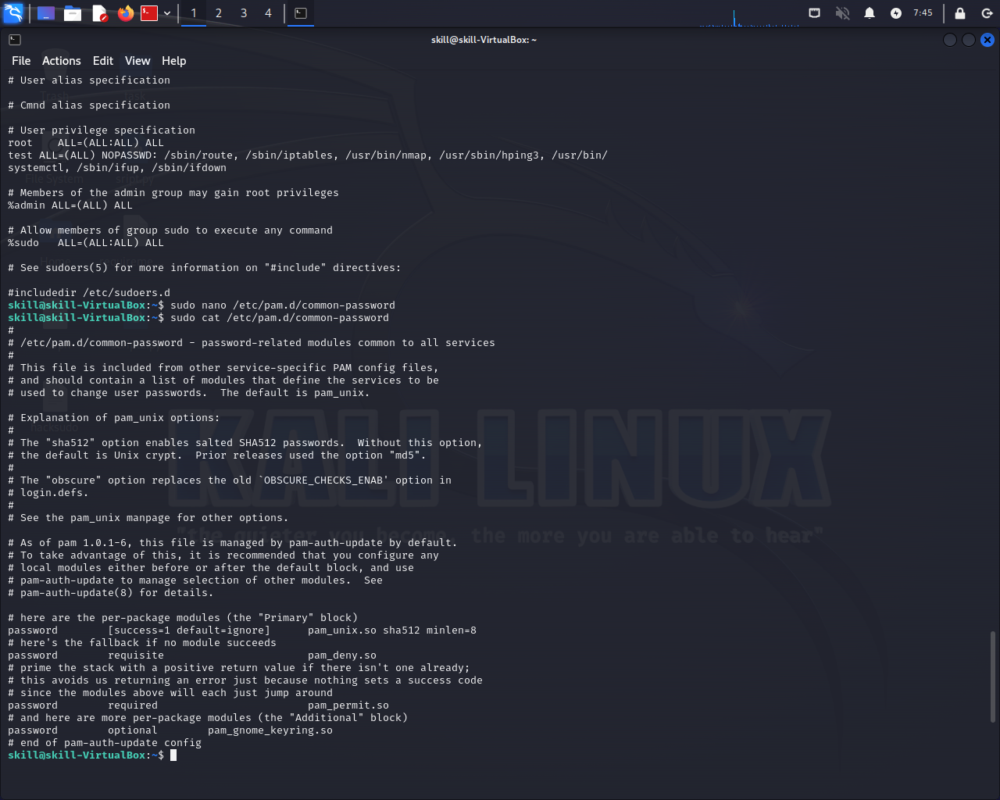 1 2 3 4 7:45
skill@skill-VirtualBox: ~
File Actions Edit View Help
# User alias specification
# Cmnd alias specification
# User privilege specification
root    ALL=(ALL:ALL) ALL
test ALL=(ALL) NOPASSWD: /sbin/route, /sbin/iptables, /usr/bin/nmap, /usr/sbin/hping3, /usr/bin/
systemctl, /sbin/ifup, /sbin/ifdown
# Members of the admin group may gain root privileges
%admin ALL=(ALL) ALL
# Allow members of group sudo to execute any command
%sudo   ALL=(ALL:ALL) ALL
# See sudoers(5) for more information on "#include" directives:
#includedir /etc/sudoers.d
skill@skill-VirtualBox:~$ sudo nano /etc/pam.d/common-password
skill@skill-VirtualBox:~$ sudo cat /etc/pam.d/common-password
#
# /etc/pam.d/common-password - password-related modules common to all services
#
# This file is included from other service-specific PAM config files,
# and should contain a list of modules that define the services to be
# used to change user passwords.  The default is pam_unix.
# Explanation of pam_unix options:
#
# The "sha512" option enables salted SHA512 passwords.  Without this option,
# the default is Unix crypt.  Prior releases used the option "md5".
#
# The "obscure" option replaces the old `OBSCURE_CHECKS_ENAB' option in
# login.defs.
#
# See the pam_unix manpage for other options.
# As of pam 1.0.1-6, this file is managed by pam-auth-update by default.
# To take advantage of this, it is recommended that you configure any
# local modules either before or after the default block, and use
# pam-auth-update to manage selection of other modules.  See
# pam-auth-update(8) for details.
# here are the per-package modules (the "Primary" block)
password        [success=1 default=ignore]      pam_unix.so sha512 minlen=8
# here's the fallback if no module succeeds
password        requisite                       pam_deny.so
# prime the stack with a positive return value if there isn't one already;
# this avoids us returning an error just because nothing sets a success code
# since the modules above will each just jump around
password        required                        pam_permit.so
# and here are more per-package modules (the "Additional" block)
password        optional        pam_gnome_keyring.so
# end of pam-auth-update config
skill@skill-VirtualBox:~$
Trash
task
File System
script.py
Home
hacksudo
KALI LINUX
"the quieter you become, the more you are able to hear"